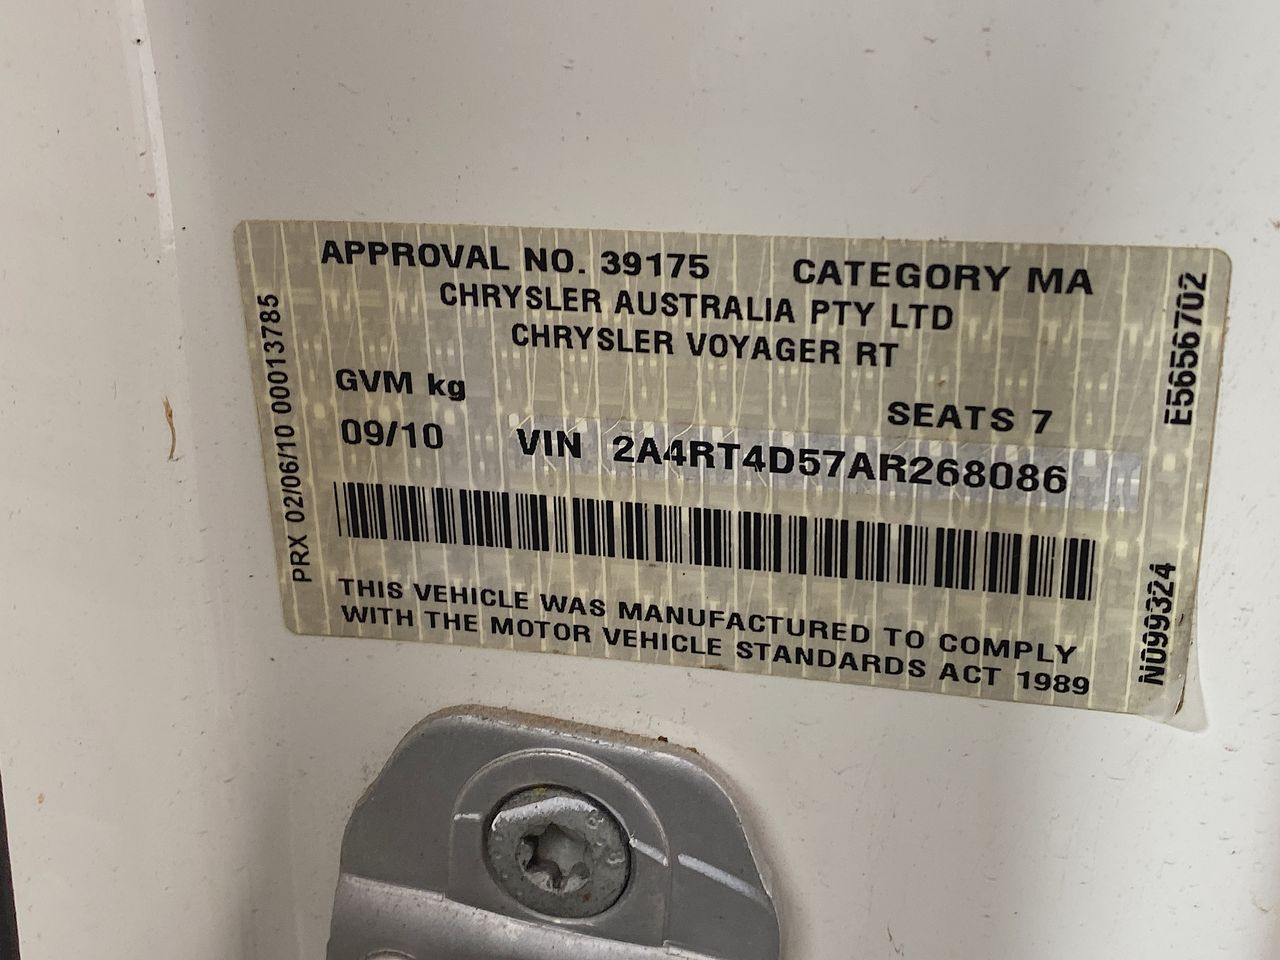 APPROVAL NO. 39175 CATEGORY MA
CHRYSLER AUSTRALIA PTY LTD
CHRYSLER VOYAGER RT
GVM kg
SEATS 7
09/10 VIN 2A4RT4D57AR268086
THIS VEHICLE WAS MANUFACTURED TO COMPLY
WITH THE MOTOR VEHICLE STANDARDS ACT 1989
PRX 02/06/10 00013785
E5656702
N099324